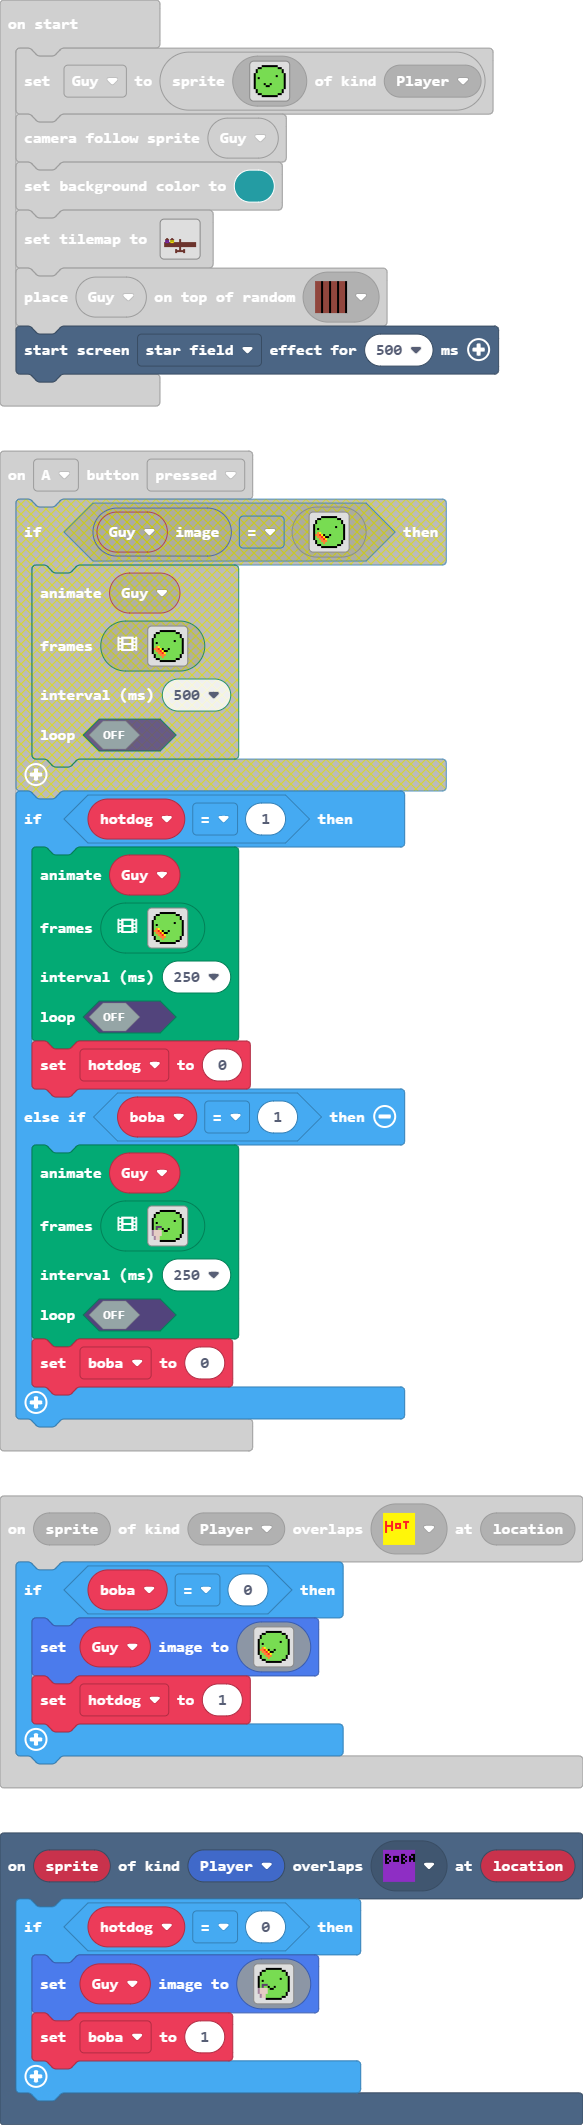 on start
set Guy to sprite of kind Player
camera follow sprite Guy
set background color to
set tilemap to
place Guy on top of random
start screen star field effect for 500 ms
on A button pressed
if Guy image = then
animate Guy
frames
interval (ms) 500
loop OFF
if hotdog = 1 then
animate Guy
frames
interval (ms) 250
loop OFF
set hotdog to 0
else if boba = 1 then
animate Guy
frames
interval (ms) 250
loop OFF
set boba to 0
on sprite of kind Player overlaps HOT at location
if boba = 0 then
set Guy image to
set hotdog to 1
on sprite of kind Player overlaps BOBA at location
if hotdog = 0 then
set Guy image to
set boba to 1